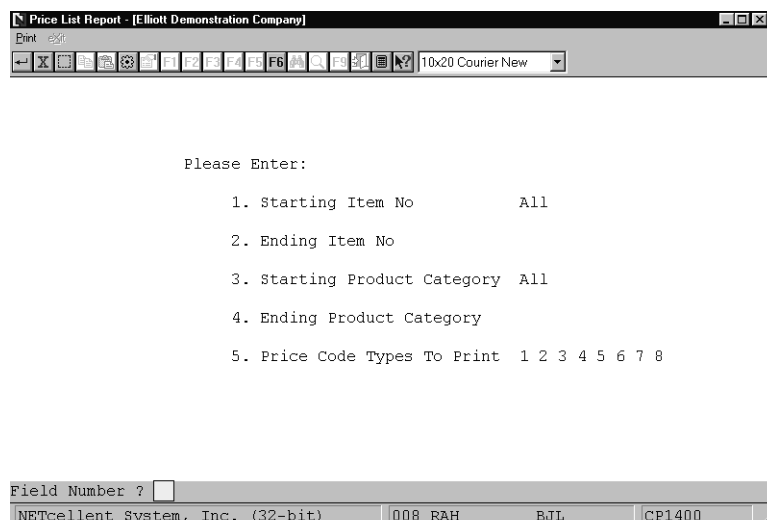 Price List Report - [Elliott Demonstration Company]
Print eXit
F1 F2 F3 F4 F5 F6 F9 10x20 Courier New
Please Enter:
1. Starting Item No All
2. Ending Item No
3. Starting Product Category All
4. Ending Product Category
5. Price Code Types To Print 1 2 3 4 5 6 7 8
Field Number ?
NETcellent System, Inc. (32-bit) 008 RAH BJL CP1400